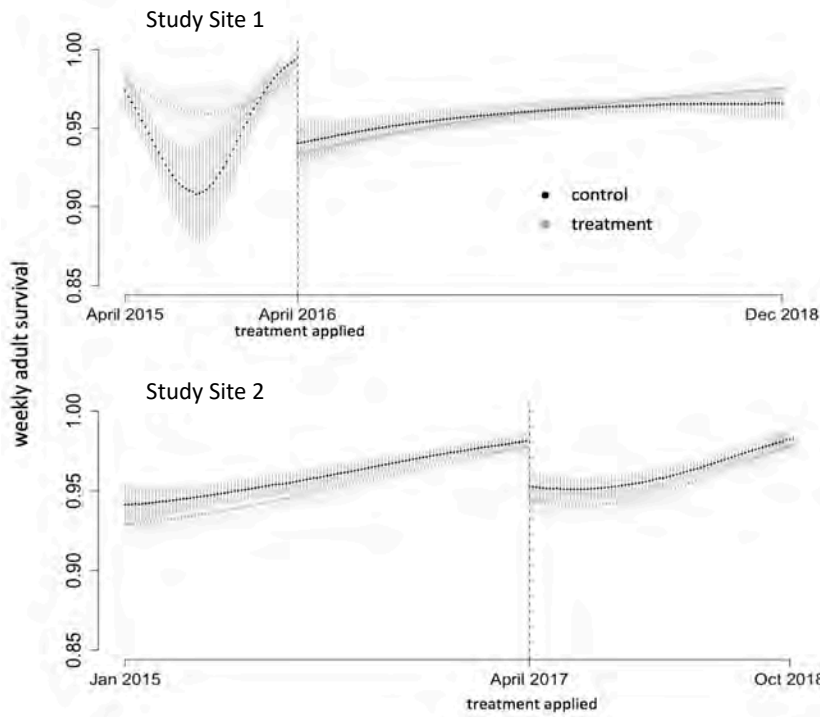 Study Site 1
1.00
0.95
0.90
0.85
control
treatment
April 2015
April 2016
Dec 2018
treatment applied
weekly adult survival
Study Site 2
1.00
0.95
0.90
0.85
Jan 2015
April 2017
Oct 2018
treatment applied